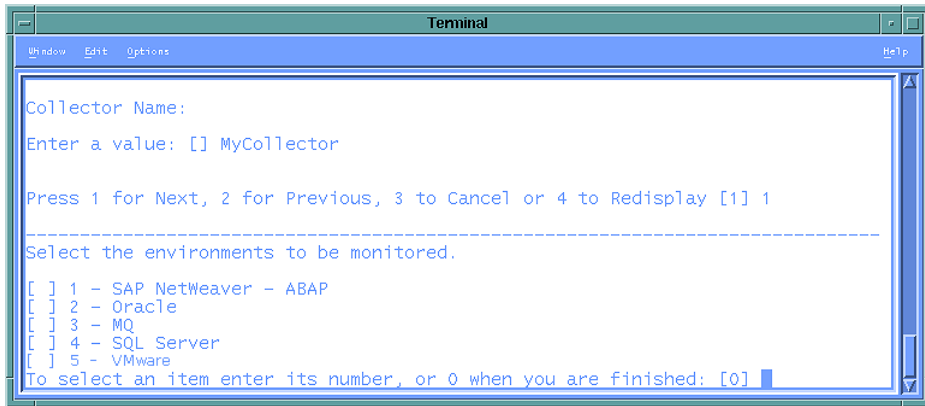 Terminal
Window Edit Options Help
Collector Name:
Enter a value: [] MyCollector
Press 1 for Next, 2 for Previous, 3 to Cancel or 4 to Redisplay [1] 1
-------------------------------------------------------------------------------
Select the environments to be monitored.
[ ] 1 – SAP NetWeaver – ABAP
[ ] 2 – Oracle
[ ] 3 – MQ
[ ] 4 – SQL Server
[ ] 5 - VMware
To select an item enter its number, or 0 when you are finished: [0]